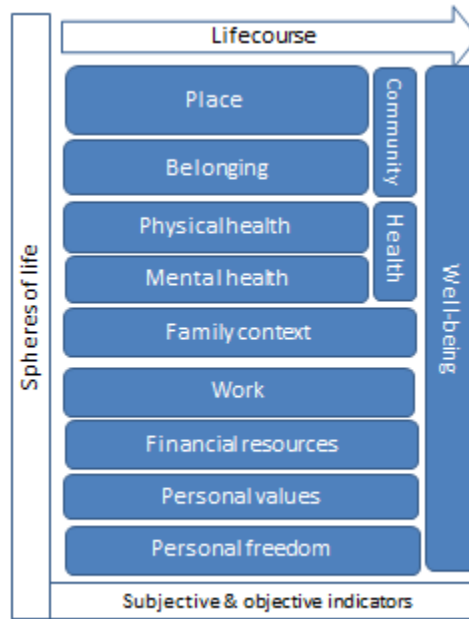 Lifecourse
Spheres of life
Place
Belonging
Community
Physical health
Mental health
Health
Family context
Work
Financial resources
Personal values
Personal freedom
Well-being
Subjective & objective indicators